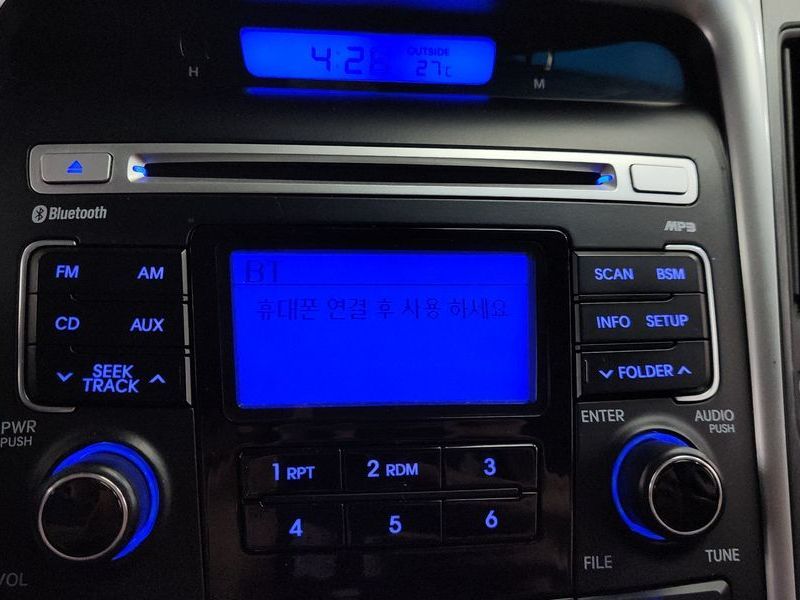 4:28 OUTSIDE 27c
H
M
Bluetooth
MP3
FM AM
CD AUX
SEEK
TRACK
SCAN BSM
INFO SETUP
FOLDER
BT
휴대폰 연결 후 사용 하세요
PWR
PUSH
ENTER
AUDIO
PUSH
1 RPT 2 RDM 3
4 5 6
VOL
FILE
TUNE